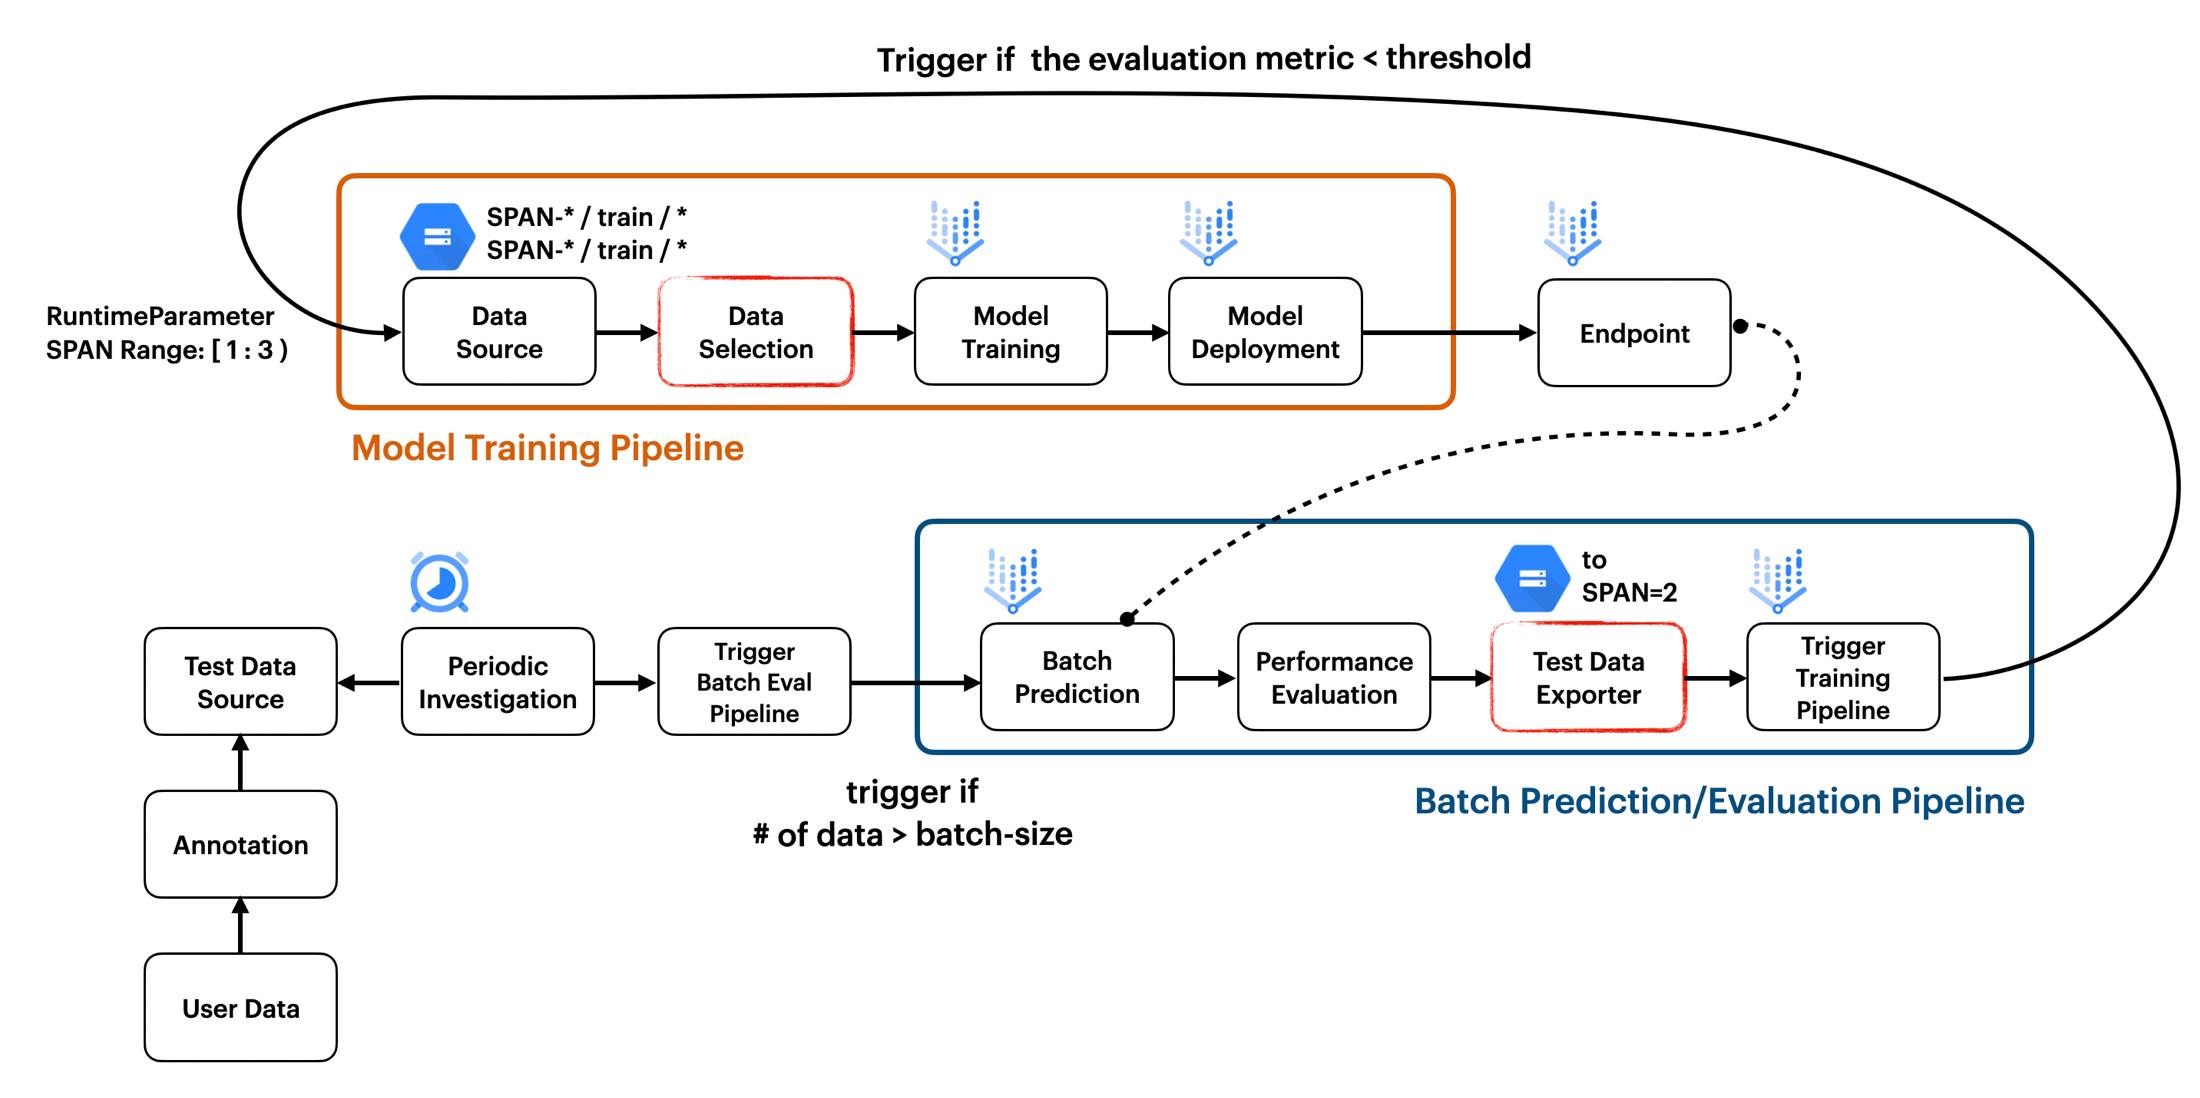 Trigger if  the evaluation metric < threshold
SPAN-* / train / *
SPAN-* / train / *
RuntimeParameter
SPAN Range: [ 1 : 3 )
Data
Source
Data
Selection
Model
Training
Model
Deployment
Endpoint
Model Training Pipeline
to
SPAN=2
Test Data
Source
Periodic
Investigation
Trigger
Batch Eval
Pipeline
Batch
Prediction
Performance
Evaluation
Test Data
Exporter
Trigger
Training
Pipeline
trigger if
# of data > batch-size
Batch Prediction/Evaluation Pipeline
Annotation
User Data